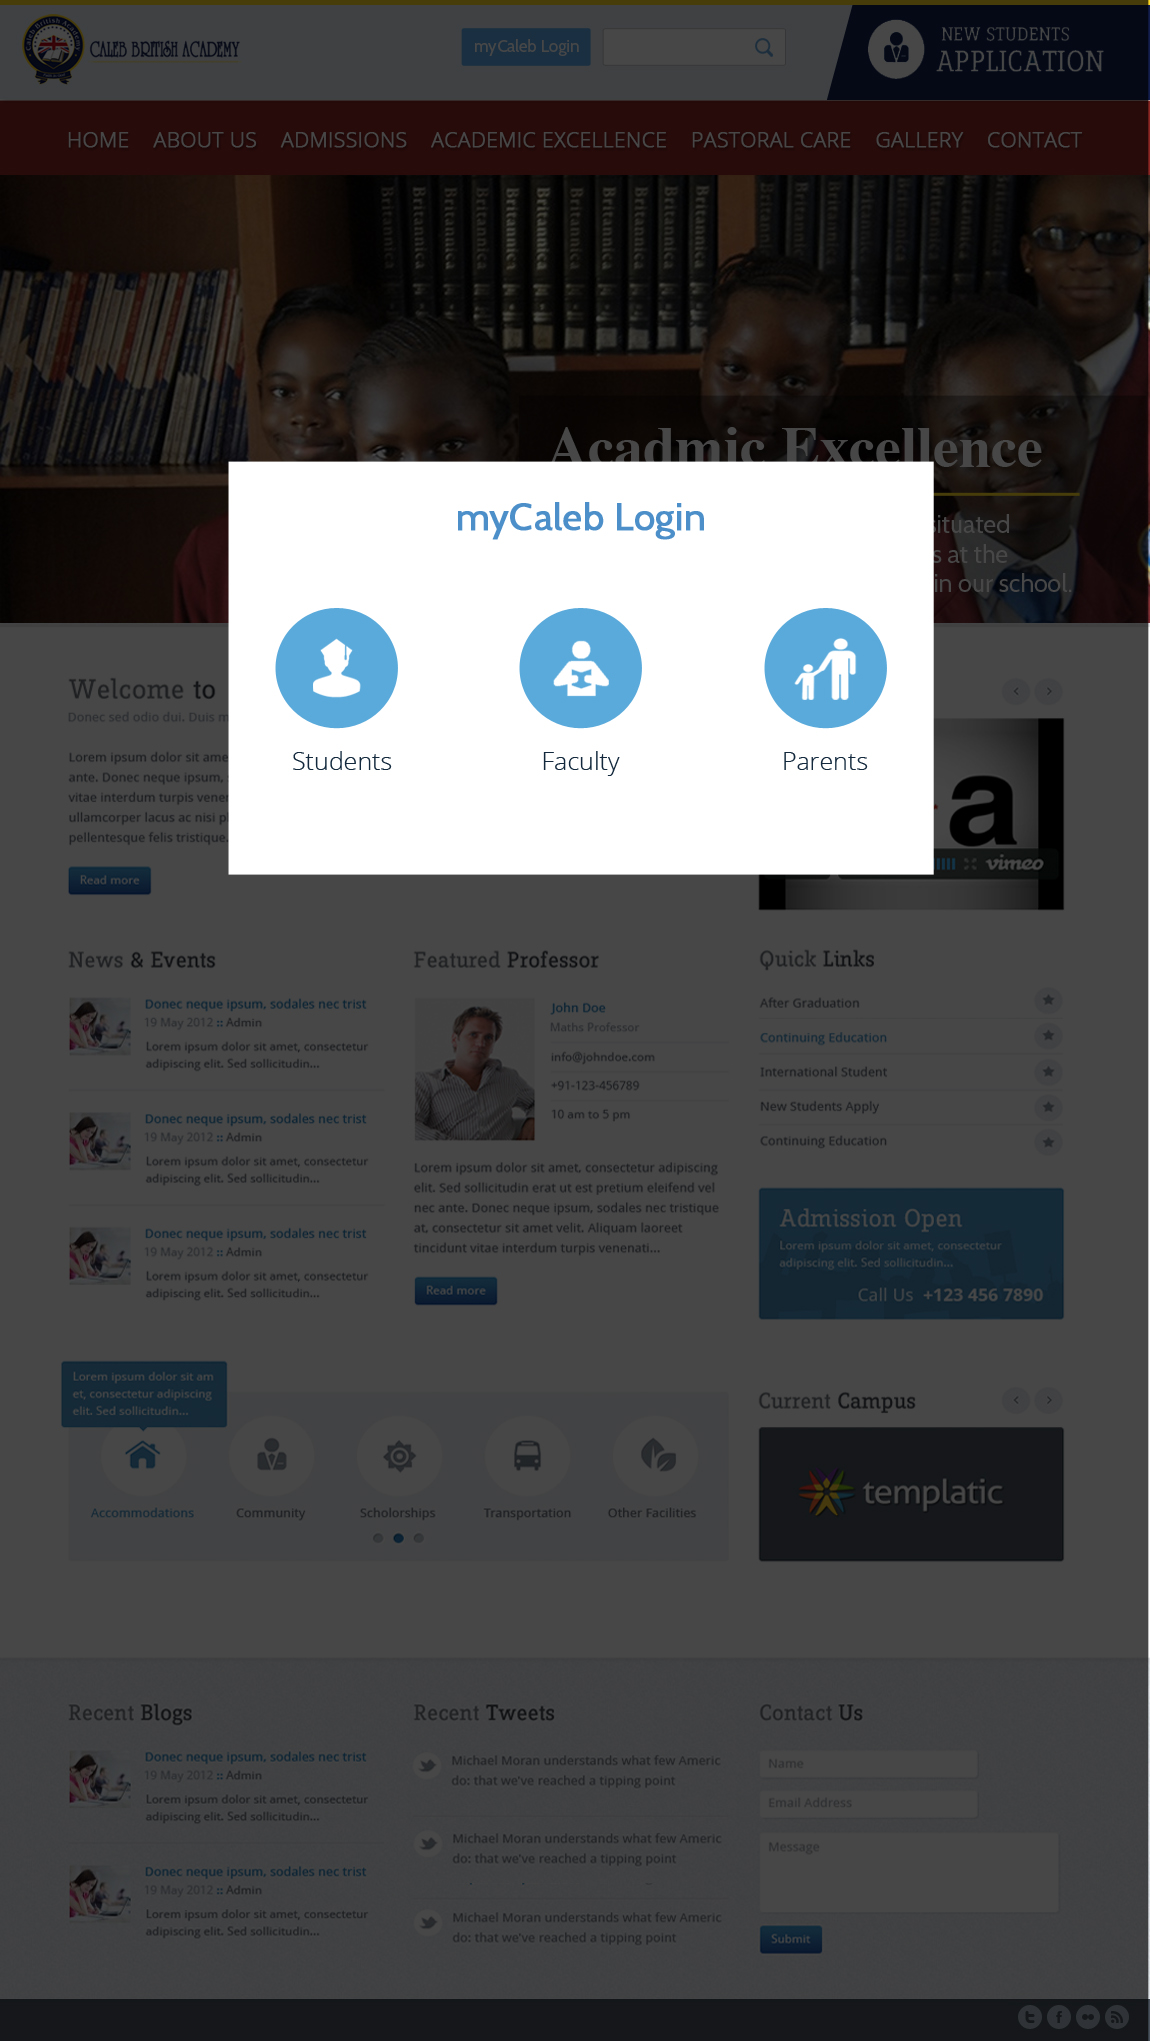 CALEB BRITISH ACADEMY
myCaleb Login
NEW STUDENTS
APPLICATION
HOME ABOUT US ADMISSIONS ACADEMIC EXCELLENCE PASTORAL CARE GALLERY CONTACT
Britannica Britannica Britannica Britannica Britannica Britannica Britannica
Acadmic Excellence
situated
s at the
in our school.
myCaleb Login
Students
Faculty
Parents
Welcome to
Donec sed odio dui. Duis m
Lorem ipsum dolor sit ame
ante. Donec neque ipsum,
vitae interdum turpis vene
ullamcorper lacus ac nisi p
pellentesque felis tristique.
Read more
a
vimeo
News & Events
Donec neque ipsum, sodales nec trist
19 May 2012 :: Admin
Lorem ipsum dolor sit amet, consectetur
adipiscing elit. Sed sollicitudin...
Donec neque ipsum, sodales nec trist
19 May 2012 :: Admin
Lorem ipsum dolor sit amet, consectetur
adipiscing elit. Sed sollicitudin...
Donec neque ipsum, sodales nec trist
19 May 2012 :: Admin
Lorem ipsum dolor sit amet, consectetur
adipiscing elit. Sed sollicitudin...
Featured Professor
John Doe
Maths Professor
info@johndoe.com
+91-123-456789
10 am to 5 pm
Lorem ipsum dolor sit amet, consectetur adipiscing
elit. Sed sollicitudin erat ut est pretium eleifend vel
nec ante. Donec neque ipsum, sodales nec tristique
at, consectetur sit amet velit. Aliquam laoreet
tincidunt vitae interdum turpis venenati...
Read more
Quick Links
After Graduation
Continuing Education
International Student
New Students Apply
Continuing Education
Admission Open
Lorem ipsum dolor sit amet, consectetur
adipiscing elit. Sed sollicitudin...
Call Us +123 456 7890
Lorem ipsum dolor sit am
et, consectetur adipiscing
elit. Sed sollicitudin...
Accommodations
Community
Scholorships
Transportation
Other Facilities
Current Campus
templatic
Recent Blogs
Donec neque ipsum, sodales nec trist
19 May 2012 :: Admin
Lorem ipsum dolor sit amet, consectetur
adipiscing elit. Sed sollicitudin...
Donec neque ipsum, sodales nec trist
19 May 2012 :: Admin
Lorem ipsum dolor sit amet, consectetur
adipiscing elit. Sed sollicitudin...
Recent Tweets
Michael Moran understands what few Americ
do: that we've reached a tipping point
Michael Moran understands what few Americ
do: that we've reached a tipping point
Michael Moran understands what few Americ
do: that we've reached a tipping point
Contact Us
Name
Email Address
Message
Submit